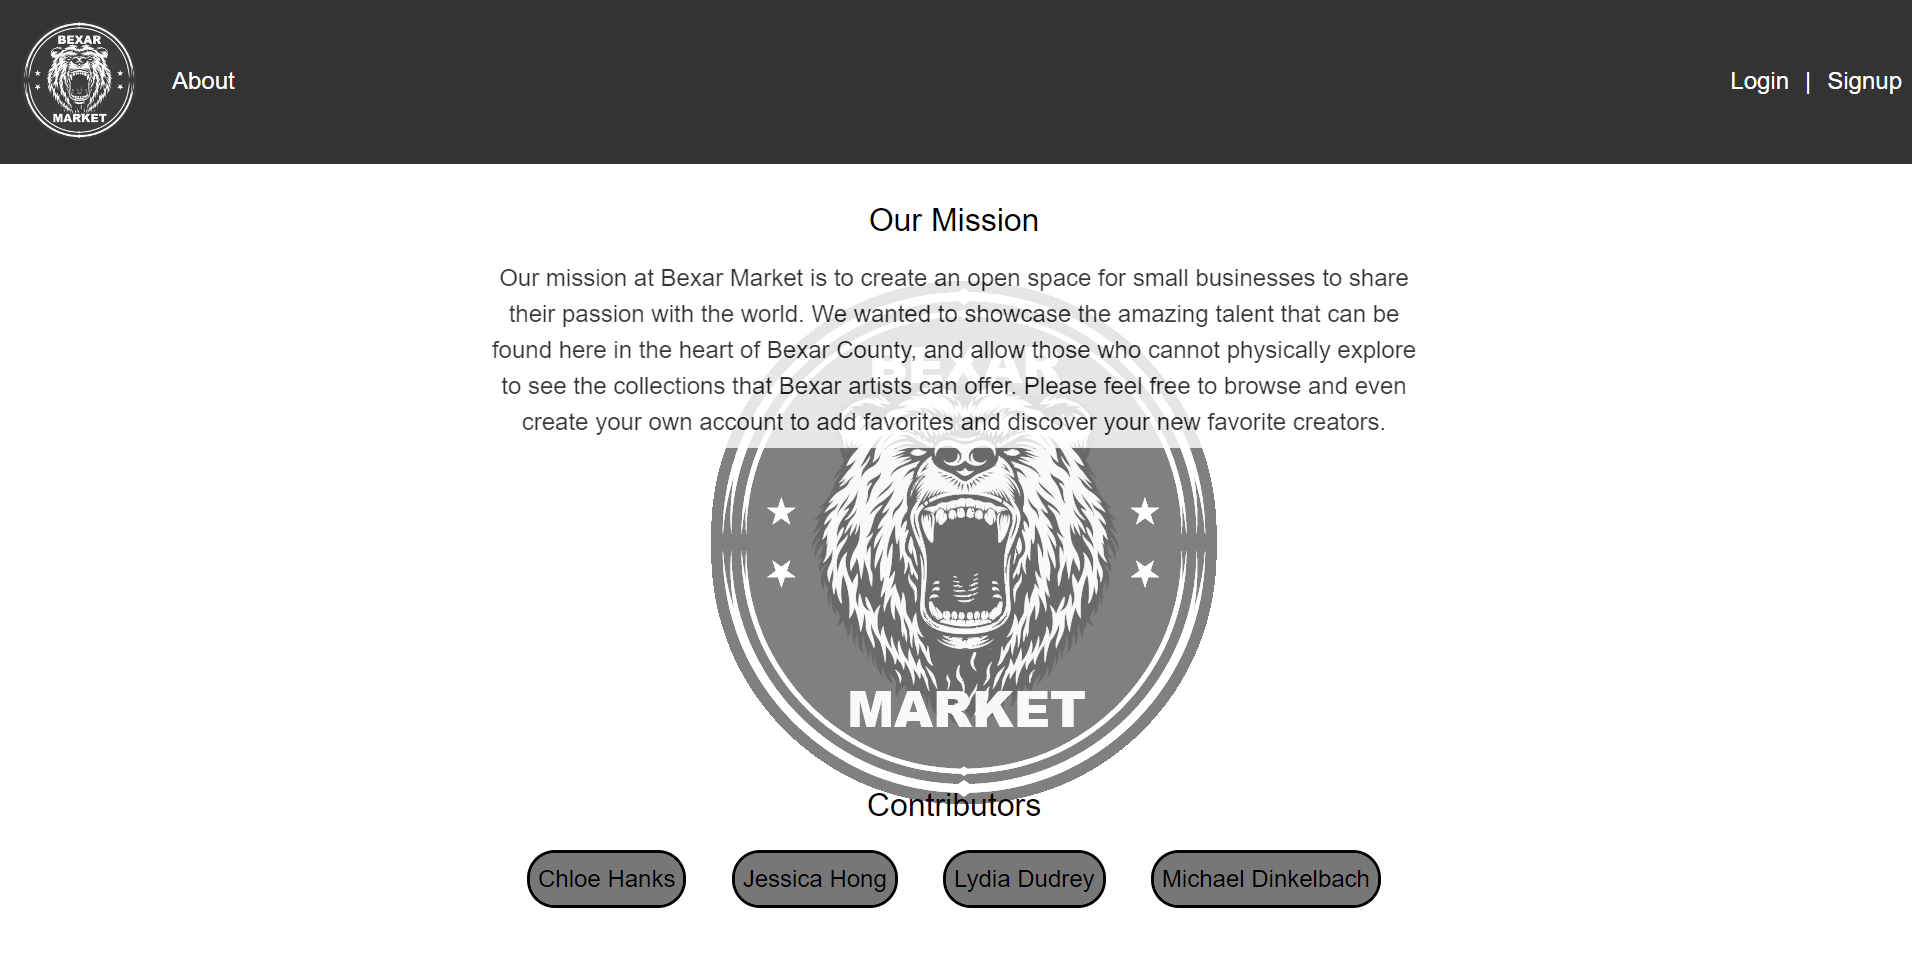 BEXAR
MARKET
About
Login | Signup
Our Mission
Our mission at Bexar Market is to create an open space for small businesses to share
their passion with the world. We wanted to showcase the amazing talent that can be
found here in the heart of Bexar County, and allow those who cannot physically explore
to see the collections that Bexar artists can offer. Please feel free to browse and even
create your own account to add favorites and discover your new favorite creators.
BEXAR
MARKET
Contributors
Chloe Hanks
Jessica Hong
Lydia Dudrey
Michael Dinkelbach